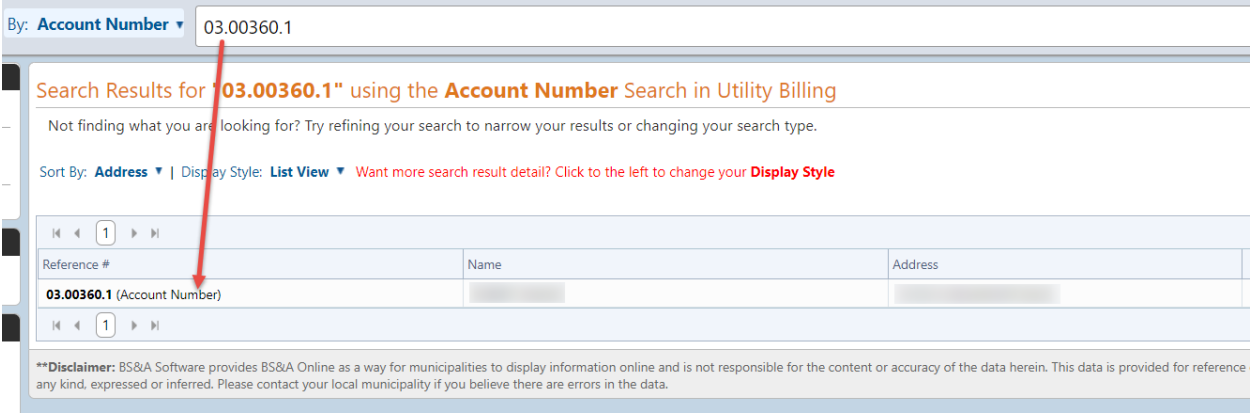 By: Account Number ▾ 03.00360.1
Search Results for "03.00360.1" using the Account Number Search in Utility Billing
Not finding what you are looking for? Try refining your search to narrow your results or changing your search type.
Sort By: Address ▼ | Display Style: List View ▼ Want more search result detail? Click to the left to change your Display Style
1
Reference # Name Address
03.00360.1 (Account Number)
1
**Disclaimer: BS&A Software provides BS&A Online as a way for municipalities to display information online and is not responsible for the content or accuracy of the data herein. This data is provided for reference
any kind, expressed or inferred. Please contact your local municipality if you believe there are errors in the data.